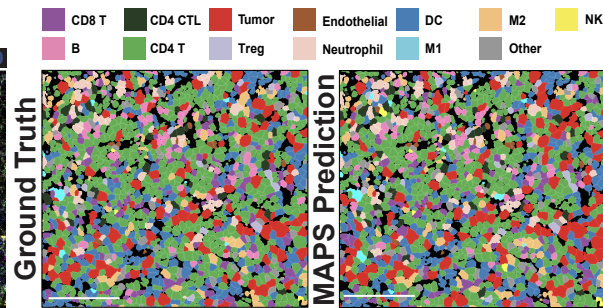 CD8 T CD4 CTL Tumor Endothelial DC M2 NK
B CD4 T Treg Neutrophil M1 Other
Ground Truth
MAPS Prediction